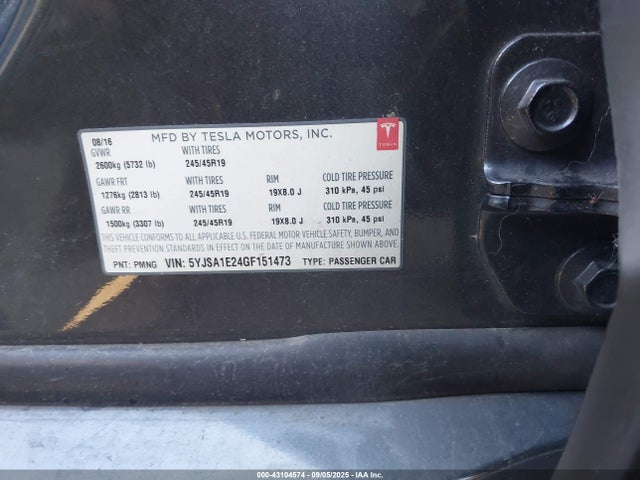 08/16 MFD BY TESLA MOTORS, INC.
GVWR WITH TIRES
2600kg (5732 lb) 245/45R19
TESLA
GAWR FRT WITH TIRES RIM COLD TIRE PRESSURE
1276kg (2813 lb) 245/45R19 19X8.0 J 310 kPa, 45 psi
GAWR RR WITH TIRES RIM COLD TIRE PRESSURE
1500kg (3307 lb) 245/45R19 19X8.0 J 310 kPa, 45 psi
THIS VEHICLE CONFORMS TO ALL APPLICABLE U.S. FEDERAL MOTOR VEHICLE SAFETY, BUMPER, AND
THEFT PREVENTION STANDARDS IN EFFECT ON THE DATE OF MANUFACTURE SHOWN ABOVE.
PNT: PMNG VIN: 5YJSA1E24GF151473 TYPE: PASSENGER CAR
000-43104574 | 09/05/2025 - IAA Inc.